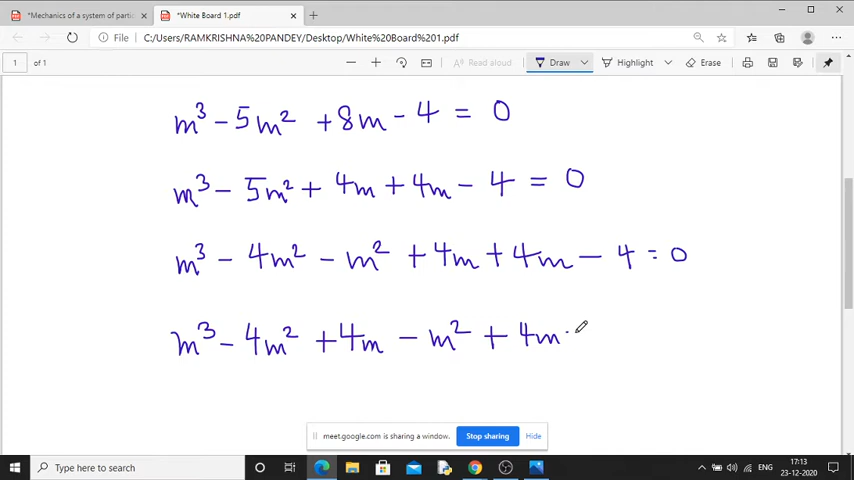 *Mechanics of a system of parti
*White Board 1.pdf
File C:/Users/RAMKRISHNA%20PANDEY/Desktop/White%20Board%201.pdf
1 of 1 Read aloud Draw Highlight Erase
m³ - 5m² + 8m - 4 = 0
m³ - 5m² + 4m + 4m - 4 = 0
m³ - 4m² - m² + 4m + 4m - 4 = 0
m³ - 4m² + 4m - m² + 4m
meet.google.com is sharing a window. Stop sharing Hide
Type here to search
ENG
17:13
23-12-2020